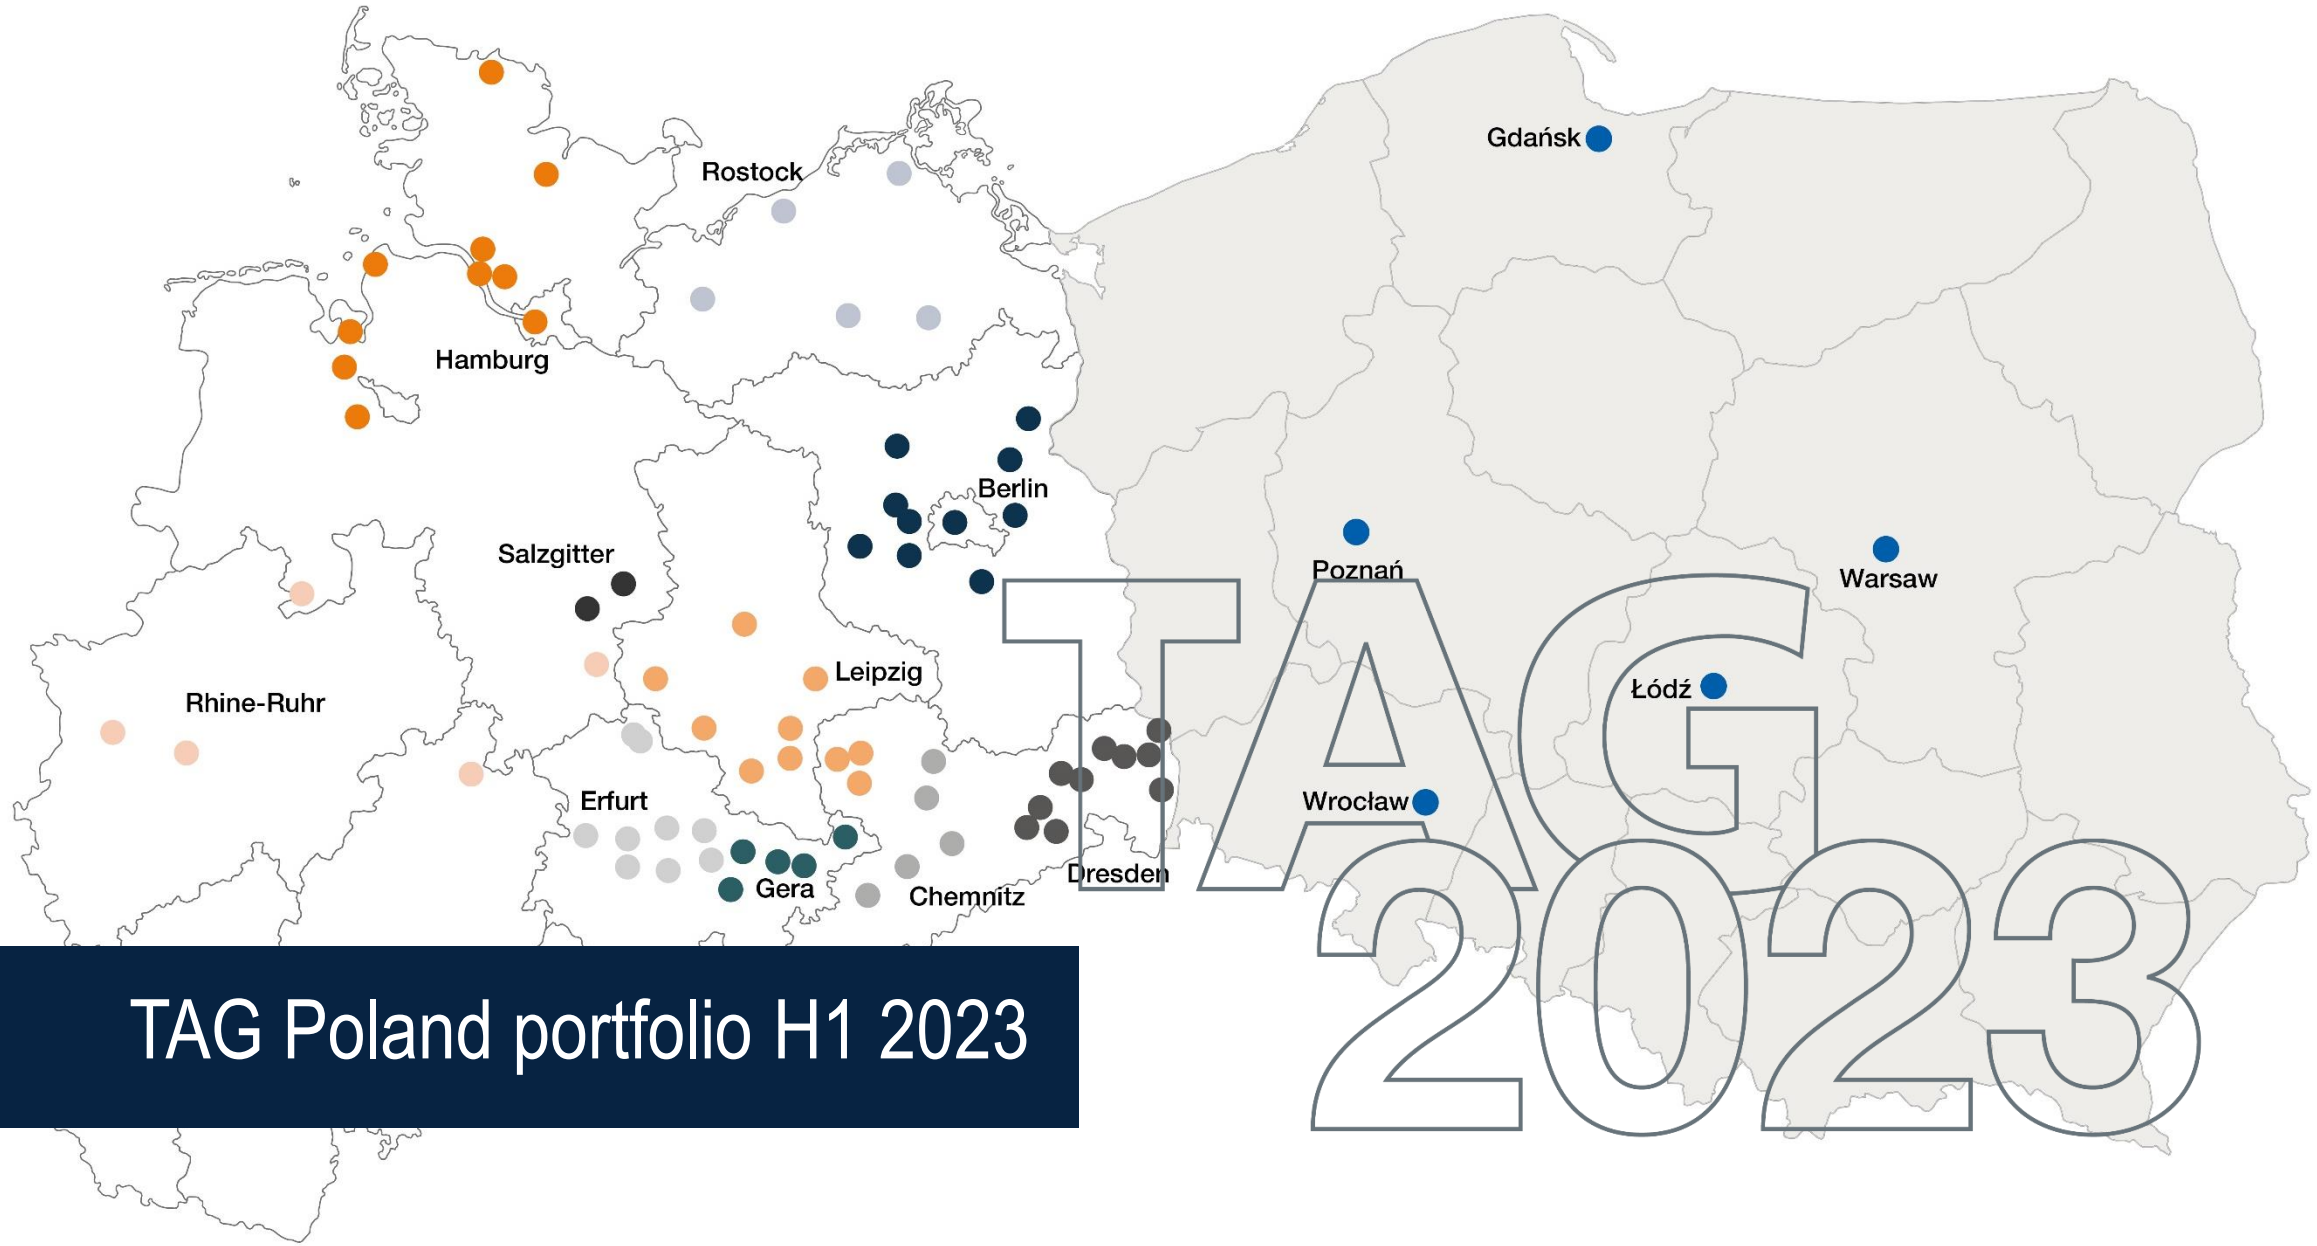 Gdańsk
Rostock
Hamburg
Berlin
Salzgitter
Poznań
Warsaw
Leipzig
Łódź
Rhine-Ruhr
Erfurt
Wrocław
Dresden
Gera
Chemnitz
TAG
2023
TAG Poland portfolio H1 2023